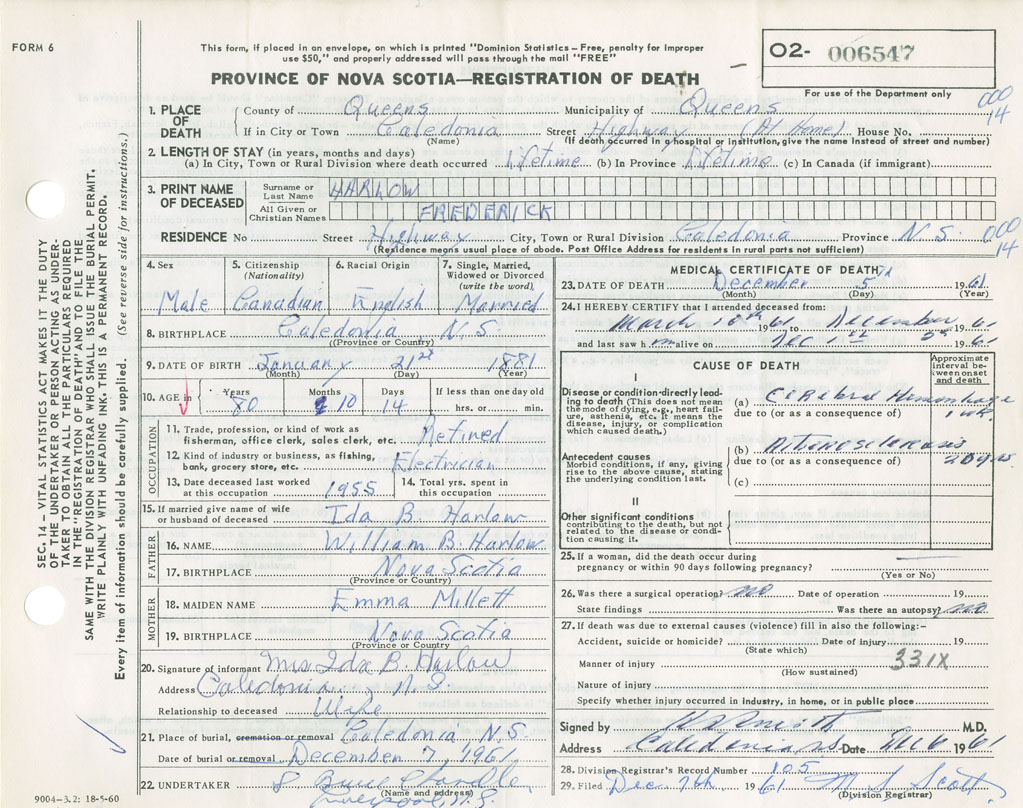 FORM 6
This form, if placed in an envelope, on which is printed "Dominion Statistics – Free, penalty for improper
use $50," and properly addressed will pass through the mail "FREE"
O2- 006547
For use of the Department only
PROVINCE OF NOVA SCOTIA—REGISTRATION OF DEATH
000
14
1. PLACE OF DEATH County of Queens Municipality of Queens
If in City or Town Caledonia Street Highway (At Home) House No.
(Name) (If death occurred in a hospital or institution, give the name instead of street and number)
2. LENGTH OF STAY (in years, months and days)
(a) In City, Town or Rural Division where death occurred Lifetime (b) In Province Lifetime (c) In Canada (if immigrant)
3. PRINT NAME OF DECEASED Surname or Last Name HARLOW
All Given or Christian Names FREDERICK
RESIDENCE No Street Highway City, Town or Rural Division Caledonia Province N.S.
000
14
(Residence means usual place of abode. Post Office Address for residents in rural parts not sufficient)
4. Sex Male
5. Citizenship (Nationality) Canadian
6. Racial Origin English
7. Single, Married, Widowed or Divorced (write the word) Married
8. BIRTHPLACE Caledonia N.S.
(Province or Country)
9. DATE OF BIRTH January 21st 1881
(Month) (Day) (Year)
10. AGE in Years 80 Months 10 Days 14 If less than one day old hrs. or min.
OCCUPATION
11. Trade, profession, or kind of work as fisherman, office clerk, sales clerk, etc. Retired
12. Kind of industry or business, as fishing, bank, grocery store, etc. Electrician
13. Date deceased last worked at this occupation 1955
14. Total yrs. spent in this occupation
15. If married give name of wife or husband of deceased Ida B. Harlow
FATHER
16. NAME William B. Harlow
17. BIRTHPLACE Nova Scotia
(Province or Country)
MOTHER
18. MAIDEN NAME Emma Millett
19. BIRTHPLACE Nova Scotia
(Province or Country
20. Signature of informant Mrs. Ida B. Harlow
Address Caledonia N.S.
Relationship to deceased Wife
21. Place of burial, cremation or removal Caledonia N.S.
Date of burial or removal December 7, 1961
22. UNDERTAKER
(Name and address)
Liverpool, N.S.
MEDICAL CERTIFICATE OF DEATH
23. DATE OF DEATH December 5th 1961
(Month) (Day) (Year)
24. I HEREBY CERTIFY that I attended deceased from:
March 1961 to December 1961
and last saw him alive on Dec 1961
CAUSE OF DEATH
Approximate interval between onset and death
I
Disease or condition directly leading to death (This does not mean the mode of dying, e.g., heart failure, asthenia, etc. It means the disease, injury, or complication which caused death.)
(a) Cerebral Hemorrhage
due to (or as a consequence of) 1 wk
Antecedent causes
Morbid conditions, if any, giving rise to the above cause, stating the underlying condition last.
(b) Arteriosclerosis
due to (or as a consequence of) 20 yrs
(c)
II
Other significant conditions
contributing to the death, but not related to the disease or condition causing it.
25. If a woman, did the death occur during pregnancy or within 90 days following pregnancy?
(Yes or No)
26. Was there a surgical operation? no Date of operation 19
State findings Was there an autopsy? no
27. If death was due to external causes (violence) fill in also the following:–
Accident, suicide or homicide? Date of injury 19
(State which)
331X
Manner of injury
(How sustained)
Nature of injury
Specify whether injury occurred in industry, in home, or in public place
Signed by M.D.
Address Caledonia NS Date Dec 6 1961
28. Division Registrar's Record Number 105
29. Filed Dec. 7th 1961 M S Scott
(Division Registrar)
SEC. 14 – VITAL STATISTICS ACT MAKES IT THE DUTY
OF THE UNDERTAKER OR PERSON ACTING AS UNDER-
TAKER TO OBTAIN ALL THE PARTICULARS REQUIRED
IN THE "REGISTRATION OF DEATH" AND TO FILE THE
SAME WITH THE DIVISION REGISTRAR WHO SHALL ISSUE THE BURIAL PERMIT.
WRITE PLAINLY WITH UNFADING INK. THIS IS A PERMANENT RECORD.
Every item of information should be carefully supplied. (See reverse side for instructions.)
9004–3.2: 18-5-60